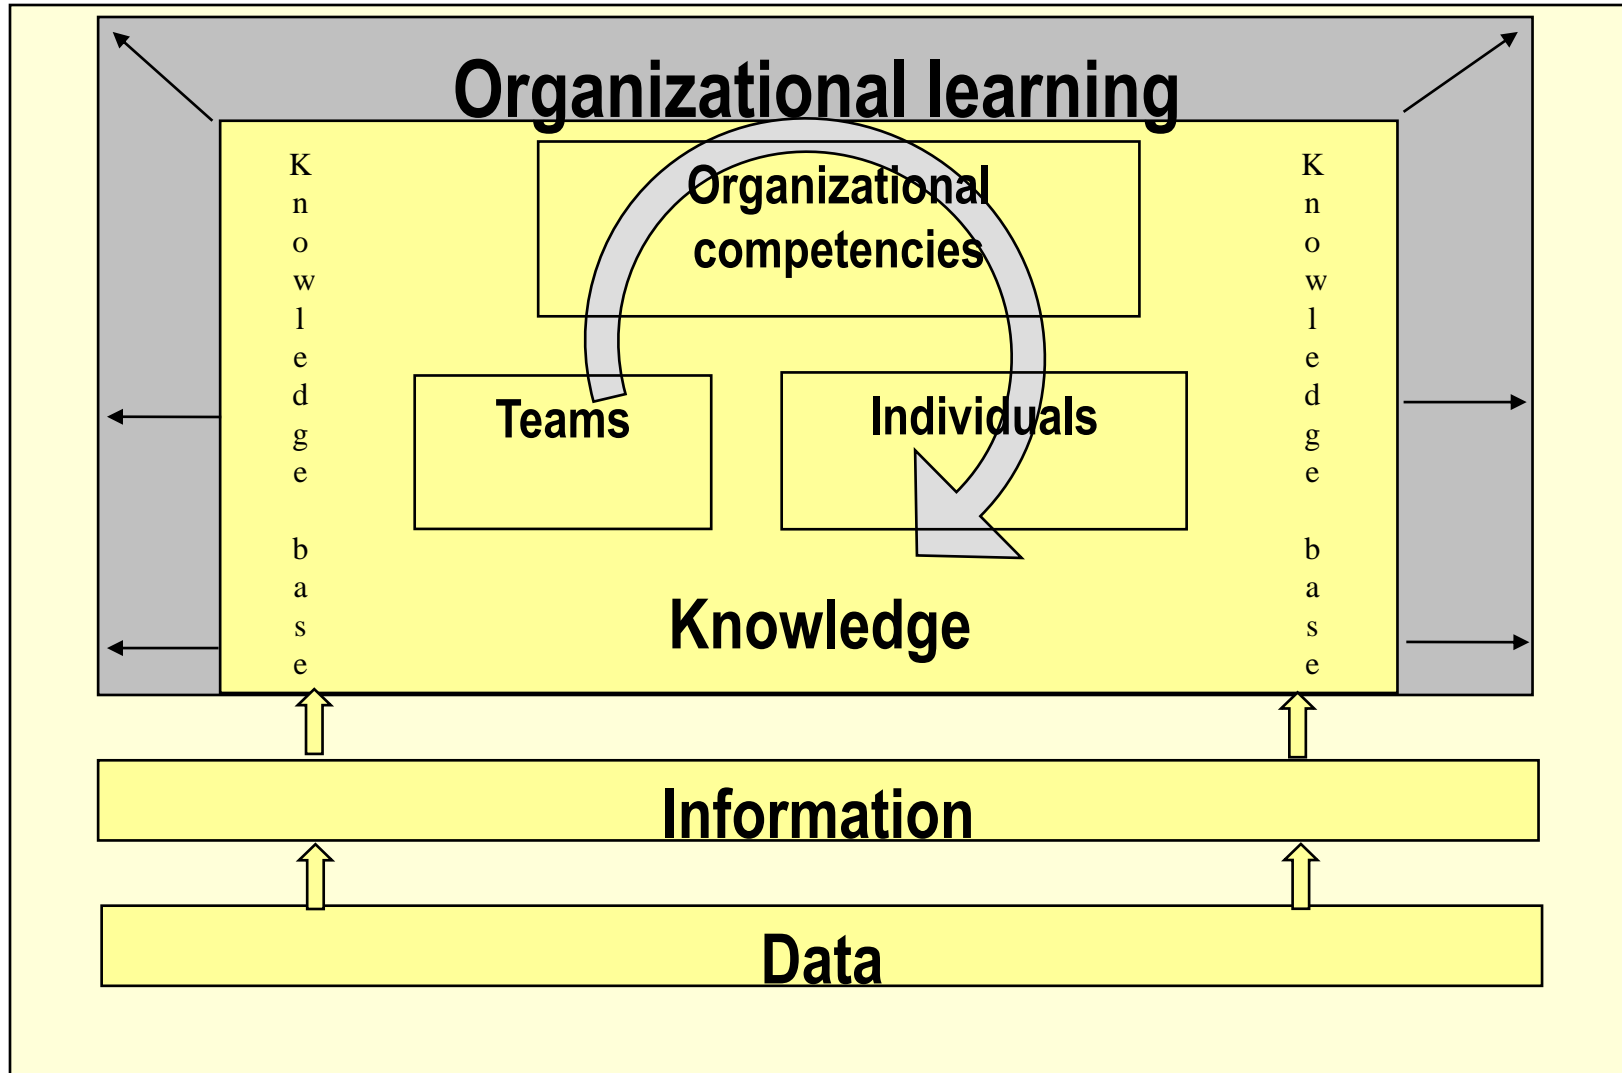 Organizational learning
Knowledge base
Organizational
competencies
Knowledge base
Teams
Individuals
Knowledge
Information
Data